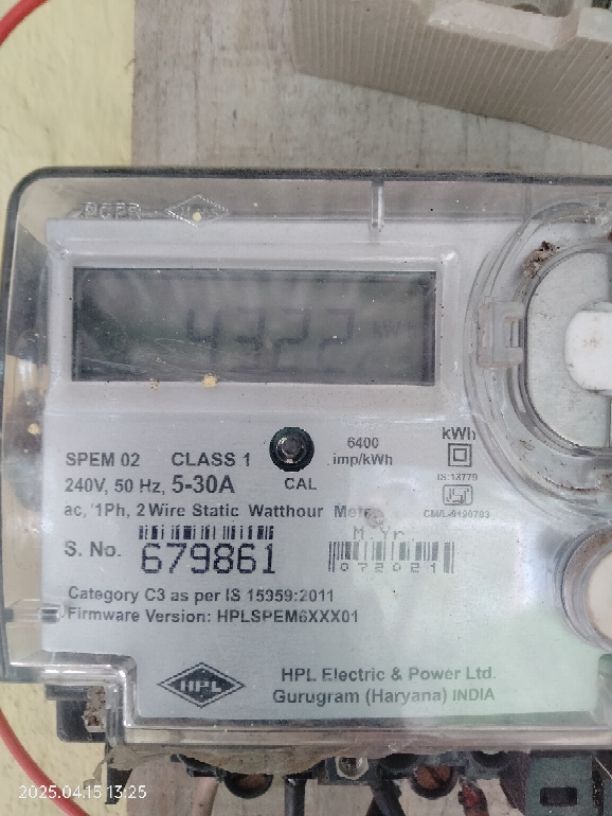 4322
SPEM 02 CLASS 1
6400
imp/kWh
kWh
240V, 50 Hz, 5-30A
CAL
IS:13779
ac, 1Ph, 2 Wire Static Watthour Meter
M.Yr.
S. No. 679861
072021
Category C3 as per IS 15959:2011
Firmware Version: HPLSPEM6XXX01
HPL
HPL Electric & Power Ltd.
Gurugram (Haryana) INDIA
2025.04.15 13:25